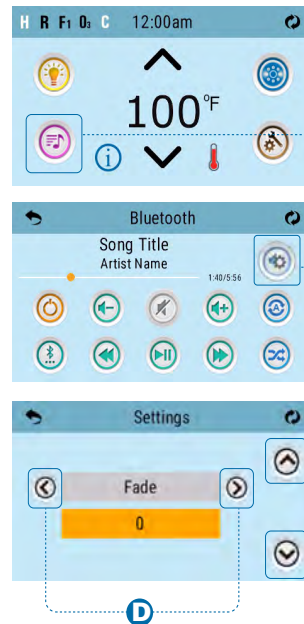 H R F1 O3 C 12:00am
100°F
i
Bluetooth
Song Title
Artist Name
1:40/5:56
A
Settings
Fade
0
D